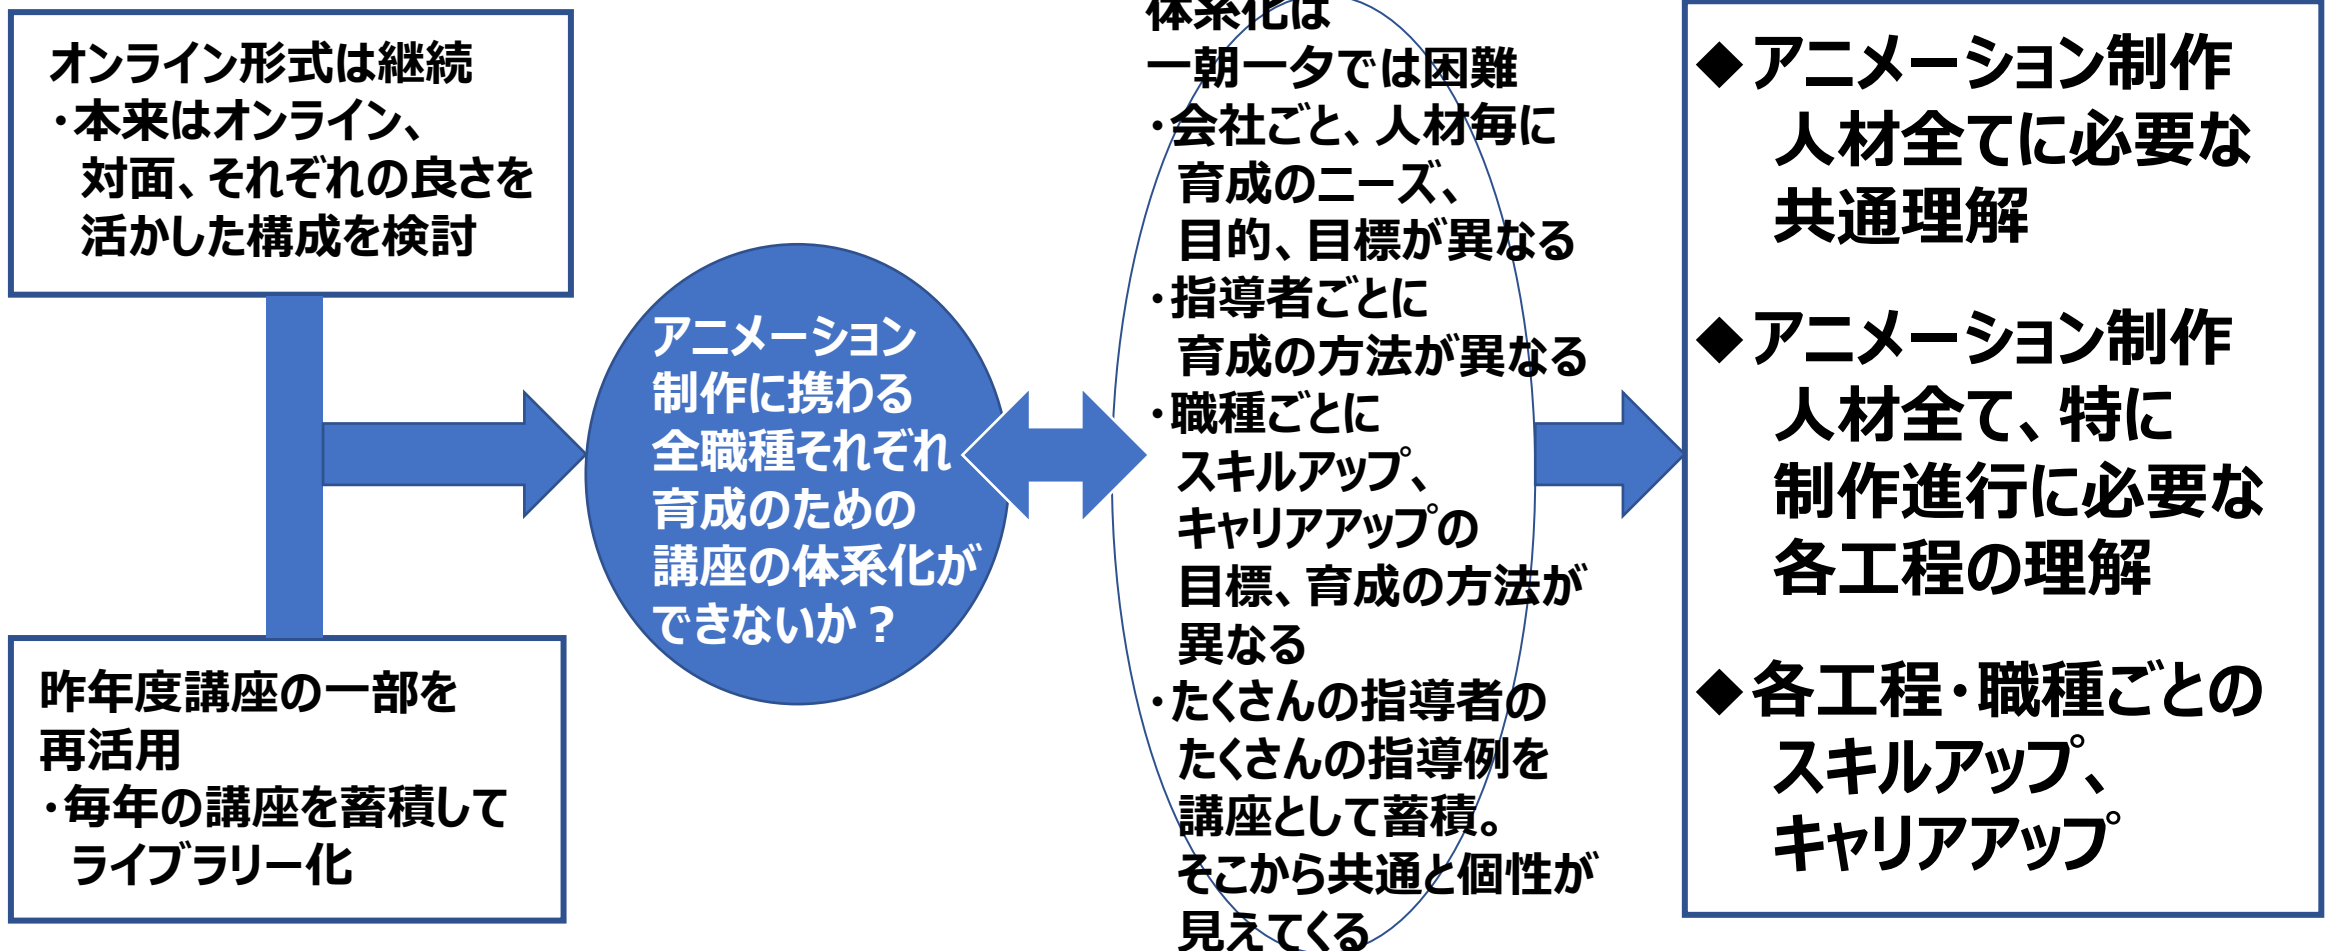 オンライン形式は継続
・本来はオンライン、
対面、それぞれの良さを
活かした構成を検討
昨年度講座の一部を
再活用
・毎年の講座を蓄積して
ライブラリー化
アニメーション
制作に携わる
全職種それぞれ
育成のための
講座の体系化が
できないか？
体系化は
一朝一夕では困難
・会社ごと、人材毎に
育成のニーズ、
目的、目標が異なる
・指導者ごとに
育成の方法が異なる
・職種ごとに
スキルアップ、
キャリアアップの
目標、育成の方法が
異なる
・たくさんの指導者の
たくさんの指導例を
講座として蓄積。
そこから共通と個性が
見えてくる
◆アニメーション制作
人材全てに必要な
共通理解
◆アニメーション制作
人材全て、特に
制作進行に必要な
各工程の理解
◆各工程・職種ごとの
スキルアップ、
キャリアアップ